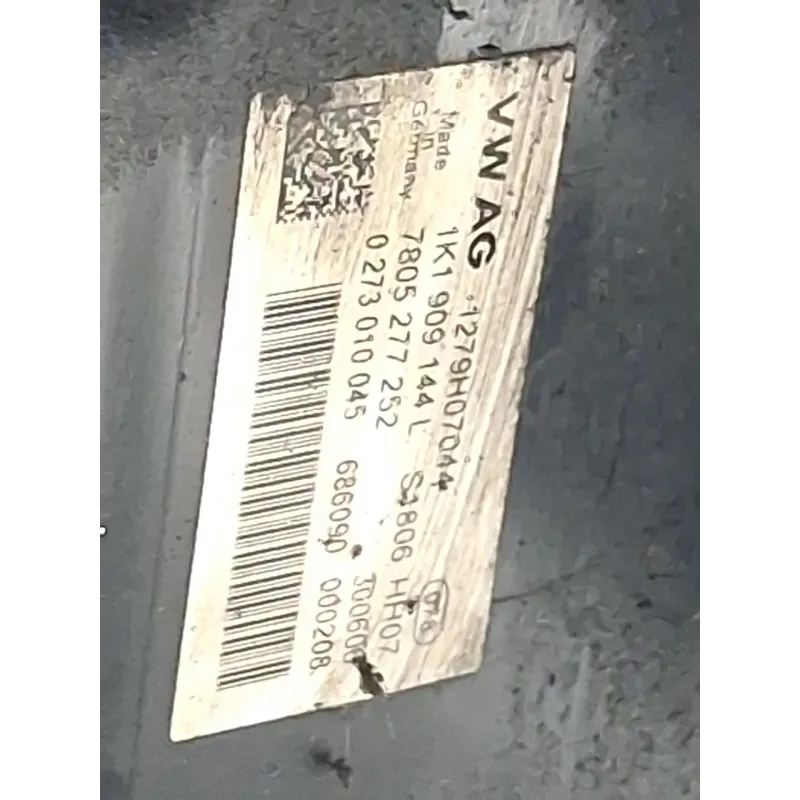 VW AG 1279H07044
Made
in
Germany
1K1 909 144 L S4806 HH07
7805 277 252
0 273 010 045 686090 000208